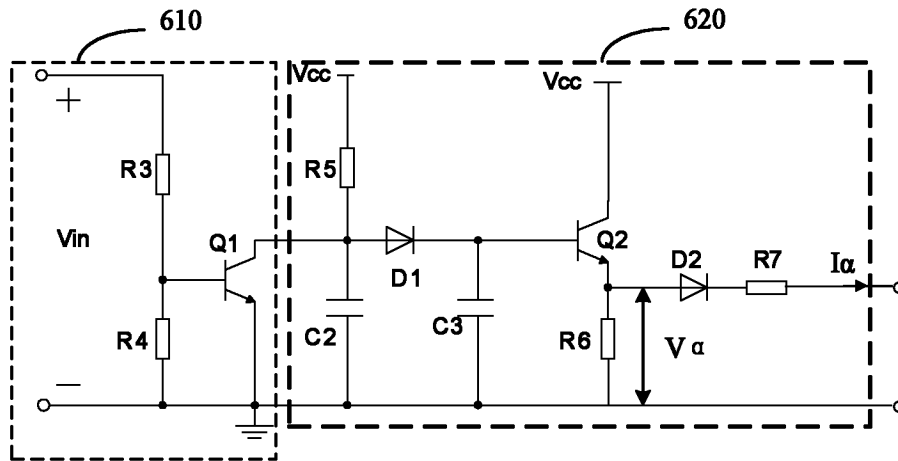 610
620
Vcc
Vcc
+
R3
R5
Vin
Q1
Q2
D1
D2
R7
Iα
R4
C2
C3
R6
Vα
—